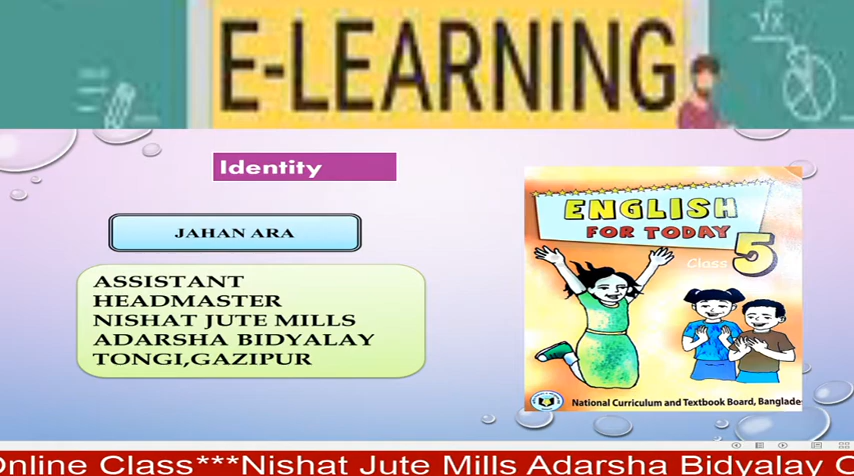 √x
E-LEARNING
Identity
JAHAN ARA
ASSISTANT
HEADMASTER
NISHAT JUTE MILLS
ADARSHA BIDYALAY
TONGI,GAZIPUR
ENGLISH
FOR TODAY
Class 5
National Curriculum and Textbook Board, Banglade
Online Class***Nishat Jute Mills Adarsha Bidyalay O